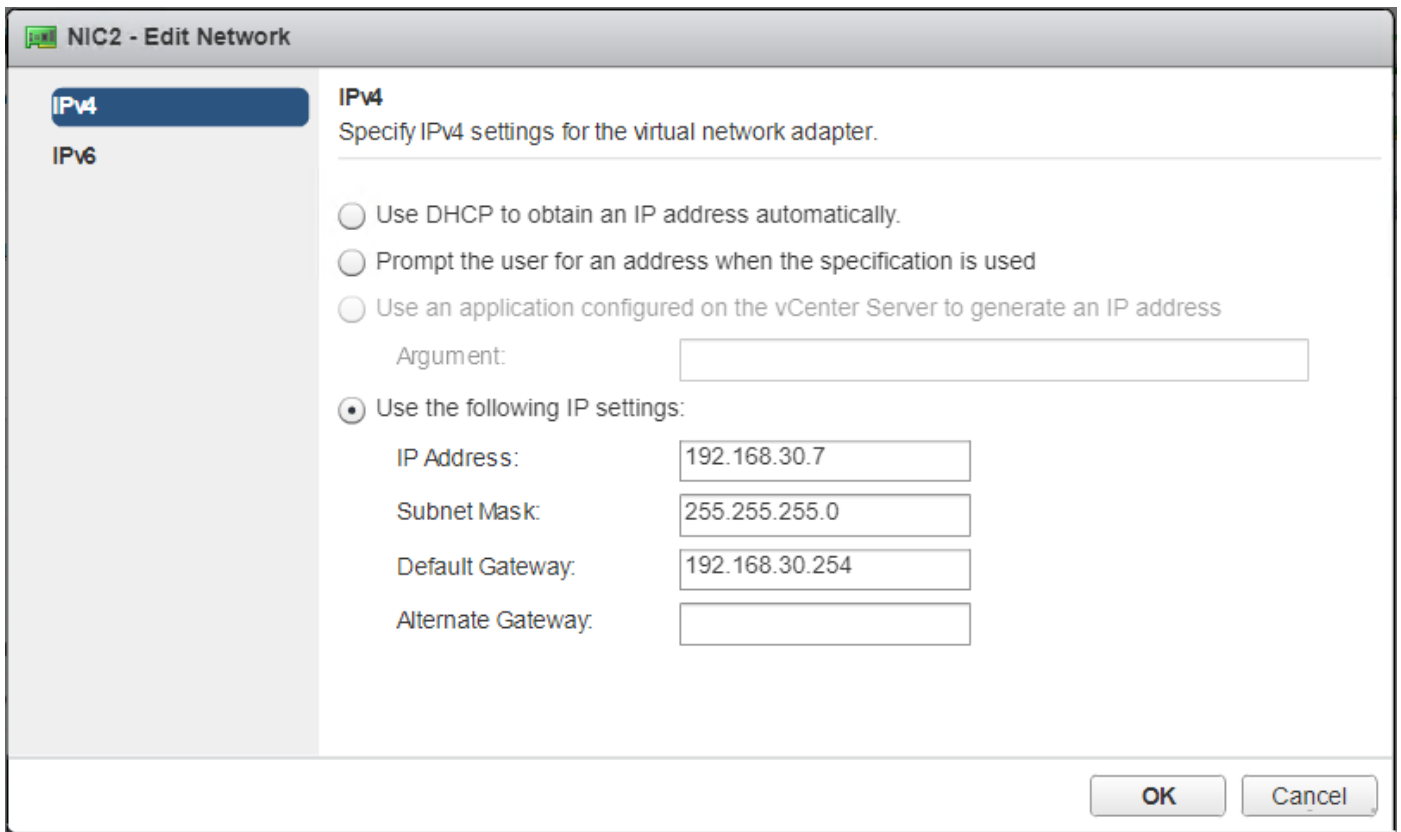 NIC2 - Edit Network
IPv4
IPv6
IPv4
Specify IPv4 settings for the virtual network adapter.
Use DHCP to obtain an IP address automatically.
Prompt the user for an address when the specification is used
Use an application configured on the vCenter Server to generate an IP address
Argument:
Use the following IP settings:
IP Address: 192.168.30.7
Subnet Mask: 255.255.255.0
Default Gateway: 192.168.30.254
Alternate Gateway:
OK Cancel